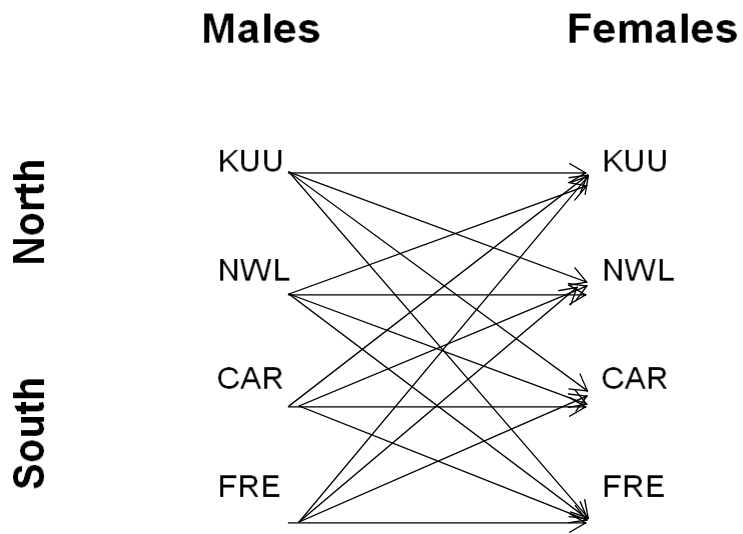 Males Females
North
KUU KUU
NWL NWL
South
CAR CAR
FRE FRE